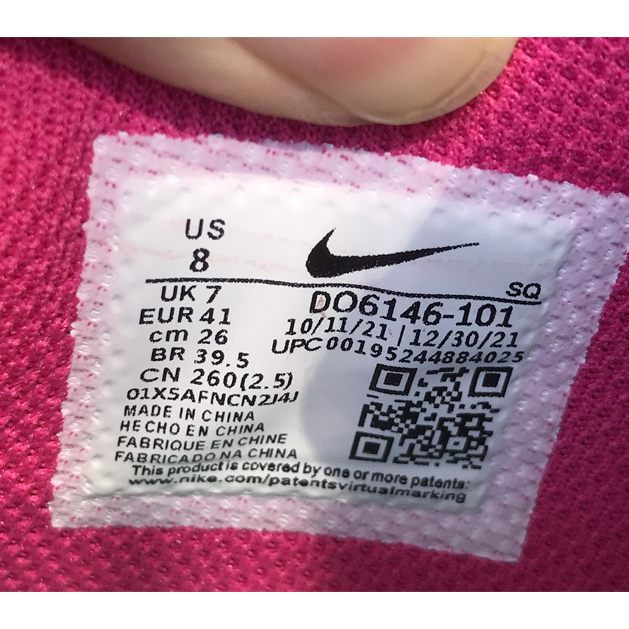 US
8
SQ
UK 7
DO6146-101
EUR 41
10/11/21 | 12/30/21
cm 26
UPC00195244884025
BR 39.5
CN 260(2.5)
01X5AFNCN2J4J
MADE IN CHINA
HECHO EN CHINA
FABRIQUE EN CHINE
FABRICADO NA CHINA
This product is covered by one or more patents:
www.nike.com/patentsvirtualmarking